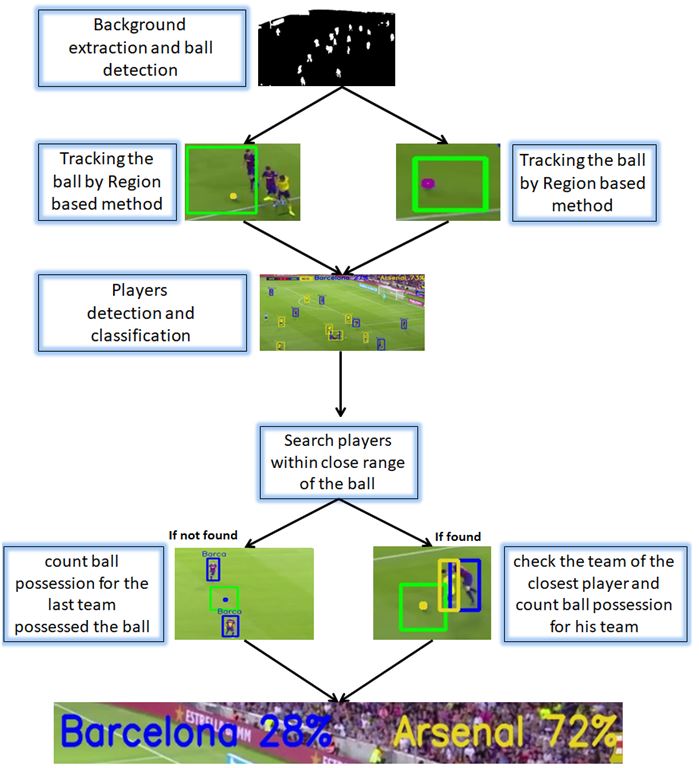 Background
extraction and ball
detection
Tracking the
ball by Region
based method
Tracking the ball
by Region based
method
Players
detection and
classification
Barcelona 27% Arsenal 73%
Search players
within close range
of the ball
If not found
If found
count ball
possession for the
last team
possessed the ball
Barca
Barca
check the team of the
closest player and
count ball possession
for his team
ESTRELLA DAMM
Barcelona 28% Arsenal 72%